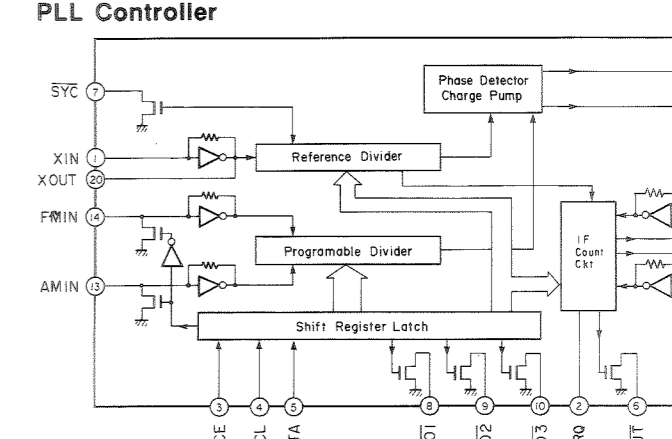 PLL Controller
SYC
7
Phase Detector
Charge Pump
XIN
1
Reference Divider
XOUT
20
FMIN
14
IF
Count
Ckt
Programable Divider
AMIN
13
Shift Register Latch
3
4
5
8
9
10
2
6